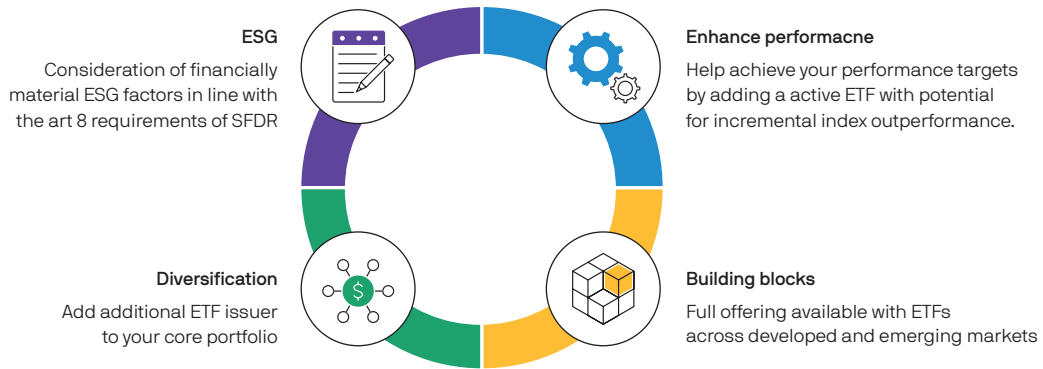 ESG
Consideration of financially
material ESG factors in line with
the art 8 requirements of SFDR
Enhance performacne
Help achieve your performance targets
by adding a active ETF with potential
for incremental index outperformance.
Diversification
Add additional ETF issuer
to your core portfolio
$
Building blocks
Full offering available with ETFs
across developed and emerging markets